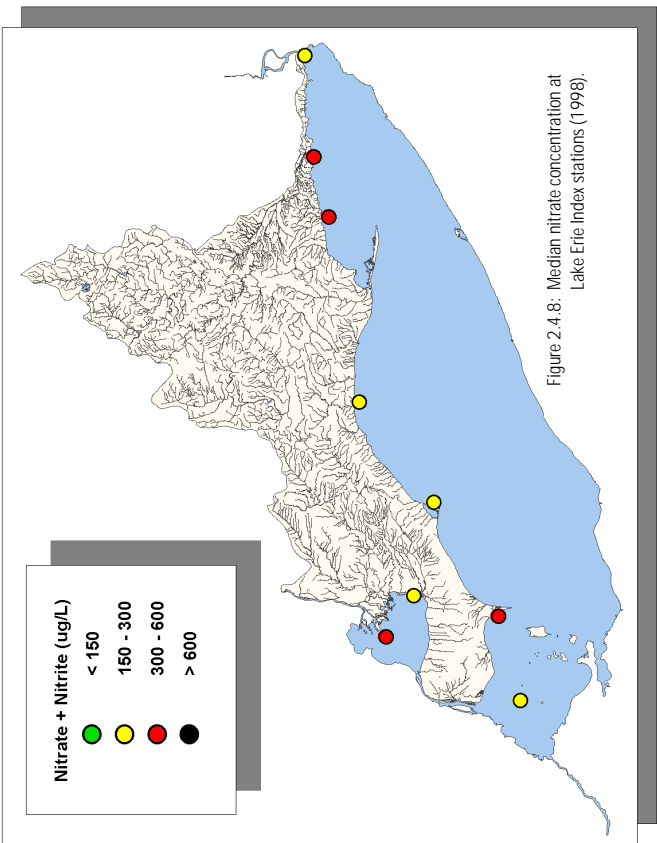 Nitrate + Nitrite (ug/L)
< 150
150 - 300
300 - 600
> 600
Figure 2.4.8: Median nitrate concentration at
Lake Erie Index stations (1998).